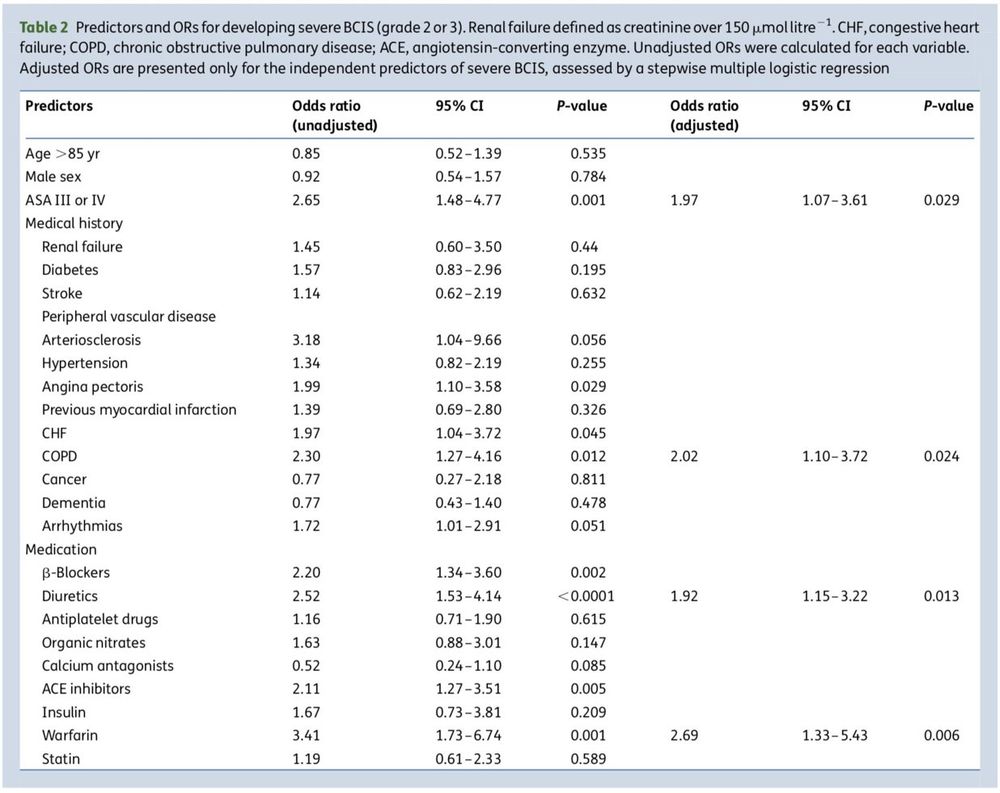 Table 2 Predictors and ORs for developing severe BCIS (grade 2 or 3). Renal failure defined as creatinine over 150 μmol litre⁻¹. CHF, congestive heart
failure; COPD, chronic obstructive pulmonary disease; ACE, angiotensin-converting enzyme. Unadjusted ORs were calculated for each variable.
Adjusted ORs are presented only for the independent predictors of severe BCIS, assessed by a stepwise multiple logistic regression
Predictors Odds ratio (unadjusted) 95% CI P-value Odds ratio (adjusted) 95% CI P-value
Age >85 yr 0.85 0.52–1.39 0.535
Male sex 0.92 0.54–1.57 0.784
ASA III or IV 2.65 1.48–4.77 0.001 1.97 1.07–3.61 0.029
Medical history
Renal failure 1.45 0.60–3.50 0.44
Diabetes 1.57 0.83–2.96 0.195
Stroke 1.14 0.62–2.19 0.632
Peripheral vascular disease
Arteriosclerosis 3.18 1.04–9.66 0.056
Hypertension 1.34 0.82–2.19 0.255
Angina pectoris 1.99 1.10–3.58 0.029
Previous myocardial infarction 1.39 0.69–2.80 0.326
CHF 1.97 1.04–3.72 0.045
COPD 2.30 1.27–4.16 0.012 2.02 1.10–3.72 0.024
Cancer 0.77 0.27–2.18 0.811
Dementia 0.77 0.43–1.40 0.478
Arrhythmias 1.72 1.01–2.91 0.051
Medication
β-Blockers 2.20 1.34–3.60 0.002
Diuretics 2.52 1.53–4.14 <0.0001 1.92 1.15–3.22 0.013
Antiplatelet drugs 1.16 0.71–1.90 0.615
Organic nitrates 1.63 0.88–3.01 0.147
Calcium antagonists 0.52 0.24–1.10 0.085
ACE inhibitors 2.11 1.27–3.51 0.005
Insulin 1.67 0.73–3.81 0.209
Warfarin 3.41 1.73–6.74 0.001 2.69 1.33–5.43 0.006
Statin 1.19 0.61–2.33 0.589